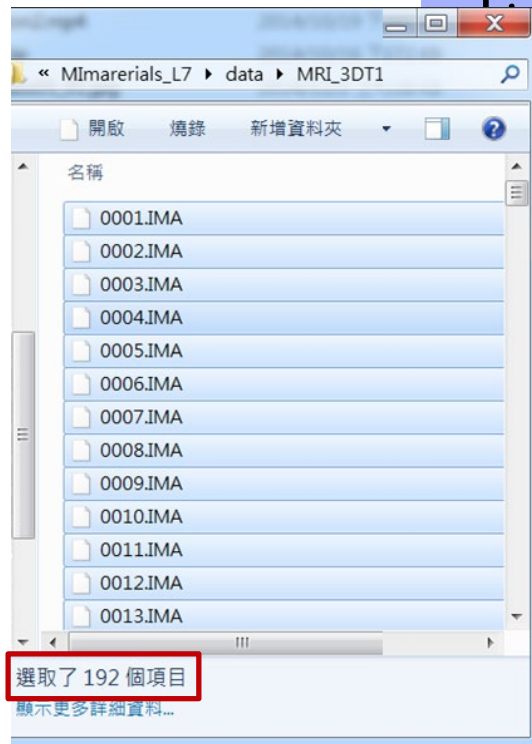 « MImarerials_L7 ▸ data ▸ MRI_3DT1
開啟 燒錄 新增資料夾
名稱
0001.IMA
0002.IMA
0003.IMA
0004.IMA
0005.IMA
0006.IMA
0007.IMA
0008.IMA
0009.IMA
0010.IMA
0011.IMA
0012.IMA
0013.IMA
選取了 192 個項目
顯示更多詳細資料...